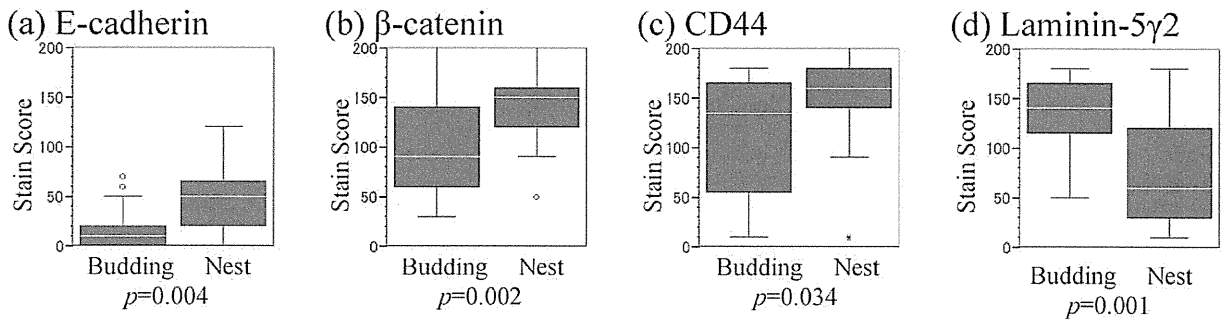 (a) E-cadherin
200
150
100
50
0
Stain Score
Budding Nest
p=0.004
(b) β-catenin
200
150
100
50
0
Stain Score
Budding Nest
p=0.002
(c) CD44
200
150
100
50
0
Stain Score
Budding Nest
p=0.034
(d) Laminin-5γ2
200
150
100
50
0
Stain Score
Budding Nest
p=0.001